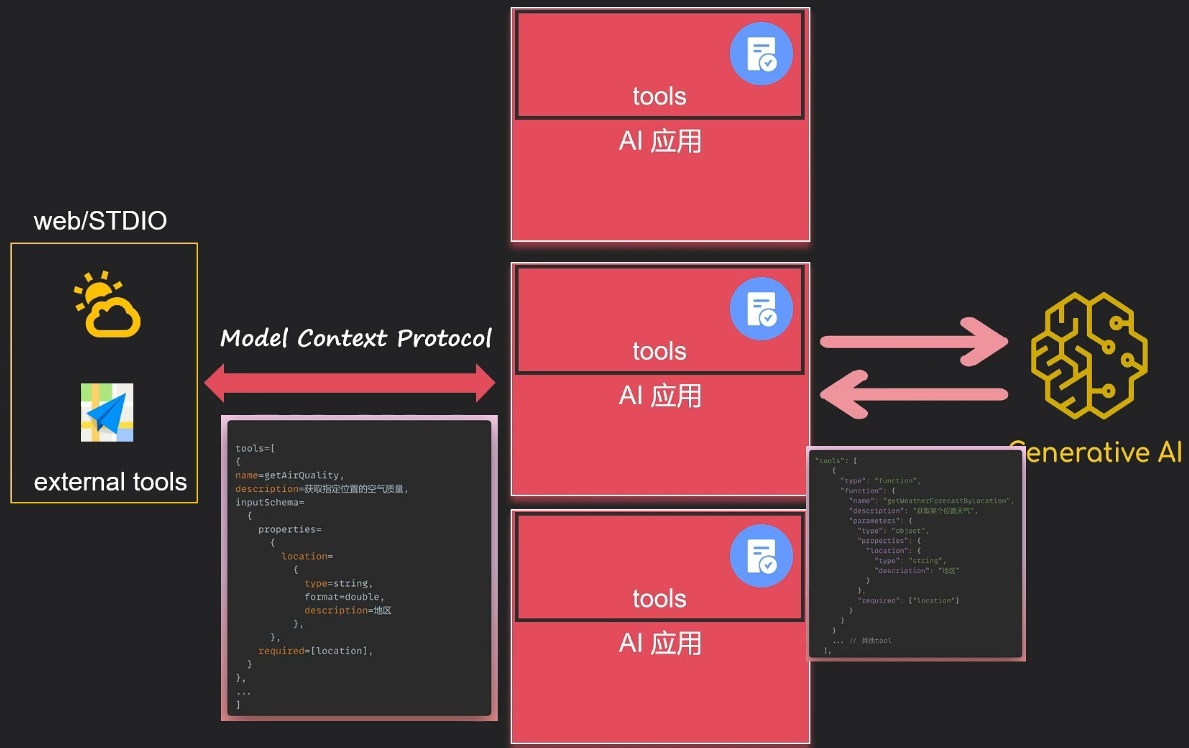 tools
AI 应用
web/STDIO
external tools
Model Context Protocol
tools=[
{
name=getAirQuality,
description=获取指定位置的空气质量,
inputSchema=
{
properties=
{
location=
{
type=string,
format=double,
description=地区
},
},
required=[location],
}
},
...
]
tools
AI 应用
tools
AI 应用
Generative AI
"tools": [
{
"type": "function",
"function": {
"name": "getWeatherForecastByLocation",
"description": "获取某个位置天气",
"parameters": {
"type": "object",
"properties": {
"location": {
"type": "string",
"description": "地区"
}
},
"required": ["location"]
}
}
}
... // 其他tool
],